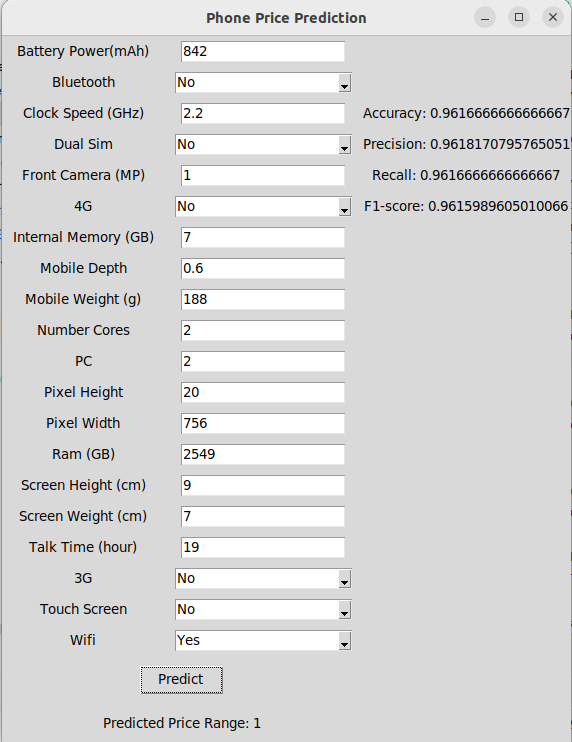 Phone Price Prediction
Battery Power(mAh) 842
Bluetooth No
Clock Speed (GHz) 2.2 Accuracy: 0.9616666666666667
Dual Sim No Precision: 0.9618170795765051
Front Camera (MP) 1 Recall: 0.9616666666666667
4G No F1-score: 0.9615989605010066
Internal Memory (GB) 7
Mobile Depth 0.6
Mobile Weight (g) 188
Number Cores 2
PC 2
Pixel Height 20
Pixel Width 756
Ram (GB) 2549
Screen Height (cm) 9
Screen Weight (cm) 7
Talk Time (hour) 19
3G No
Touch Screen No
Wifi Yes
Predict
Predicted Price Range: 1